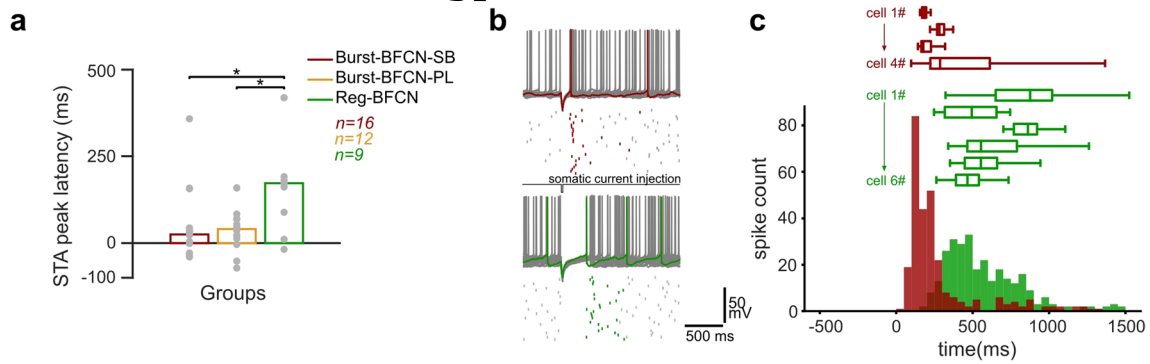 a
STA peak latency (ms)
500
250
0
-100
*
*
Groups
Burst-BFCN-SB
Burst-BFCN-PL
Reg-BFCN
n=16
n=12
n=9
b
somatic current injection
50
mV
500 ms
c
cell 1#
cell 4#
cell 1#
cell 6#
spike count
80
60
40
20
0
-500 0 500 1000 1500
time(ms)